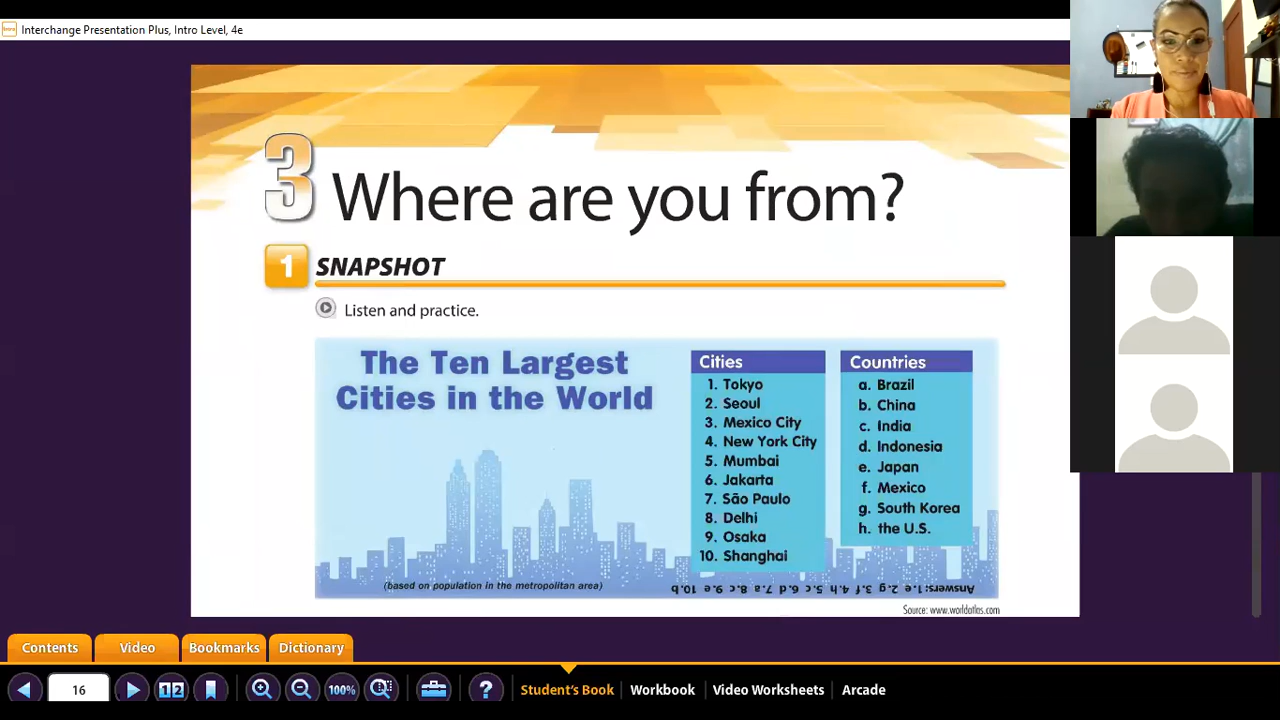 Interchange Presentation Plus, Intro Level, 4e
3 Where are you from?
1 SNAPSHOT
Listen and practice.
The Ten Largest
Cities in the World
(based on population in the metropolitan area)
Cities
1. Tokyo
2. Seoul
3. Mexico City
4. New York City
5. Mumbai
6. Jakarta
7. São Paulo
8. Delhi
9. Osaka
10. Shanghai
Countries
a. Brazil
b. China
c. India
d. Indonesia
e. Japan
f. Mexico
g. South Korea
h. the U.S.
Answers: 1. e 2. g 3. f 4. h 5. c 6. d 7. a 8. c 9. e 10. b
Source: www.worldatlas.com
Contents Video Bookmarks Dictionary
16 12 100% ? Student's Book Workbook Video Worksheets Arcade